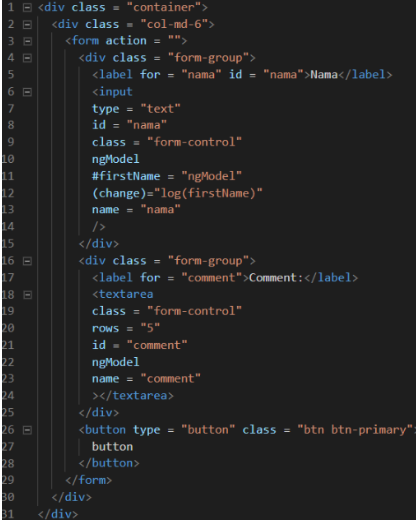 1 <div class = "container">
2 <div class = "col-md-6">
3 <form action = "">
4 <div class = "form-group">
5 <label for = "nama" id = "nama">Nama</label>
6 <input
7 type = "text"
8 id = "nama"
9 class = "form-control"
10 ngModel
11 #firstName = "ngModel"
12 (change)="log(firstName)"
13 name = "nama"
14 />
15 </div>
16 <div class = "form-group">
17 <label for = "comment">Comment:</label>
18 <textarea
19 class = "form-control"
20 rows = "5"
21 id = "comment"
22 ngModel
23 name = "comment"
24 ></textarea>
25 </div>
26 <button type = "button" class = "btn btn-primary">
27 button
28 </button>
29 </form>
30 </div>
31 </div>